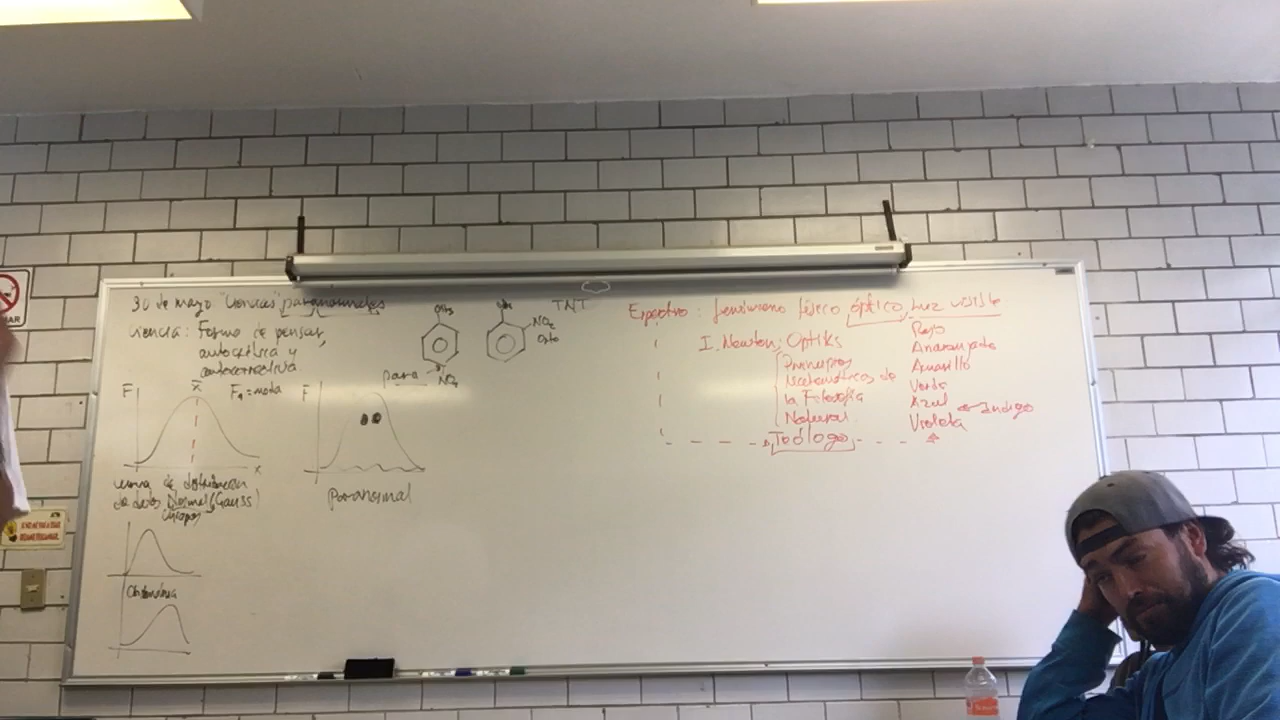 30 de mayo "Ciencias" paranormales
Ciencia: Forma de pensar,
autocrítica y
autocorrectiva
F
x̄
F
= moda
x
curva de distribución
de datos Normal (Gauss)
F
Paranormal
para
NO₂
NO₂
Orto
TNT
Espectro: fenómeno físico óptico, Luz visible
I. Newton; Optiks
Principios
Matemáticos de
la Filosofía
Natural
Todólogo
Rojo
Anaranjado
Amarillo
Verde
Azul
Indigo
Violeta
MAR